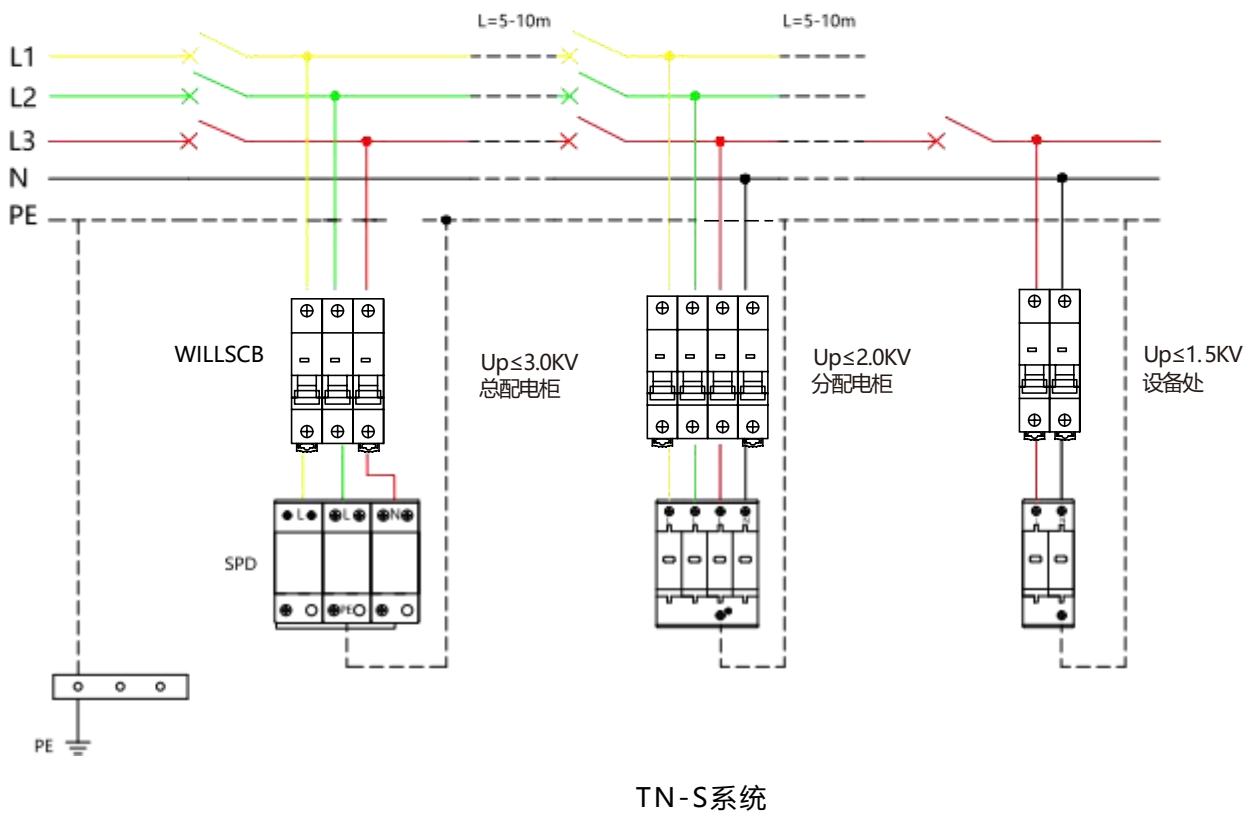 L=5-10m
L=5-10m
L1
L2
L3
N
PE
WILLSCB
Up≤3.0KV
总配电柜
Up≤2.0KV
分配电柜
Up≤1.5KV
设备处
L
L
N
SPD
PE
PE
TN-S系统